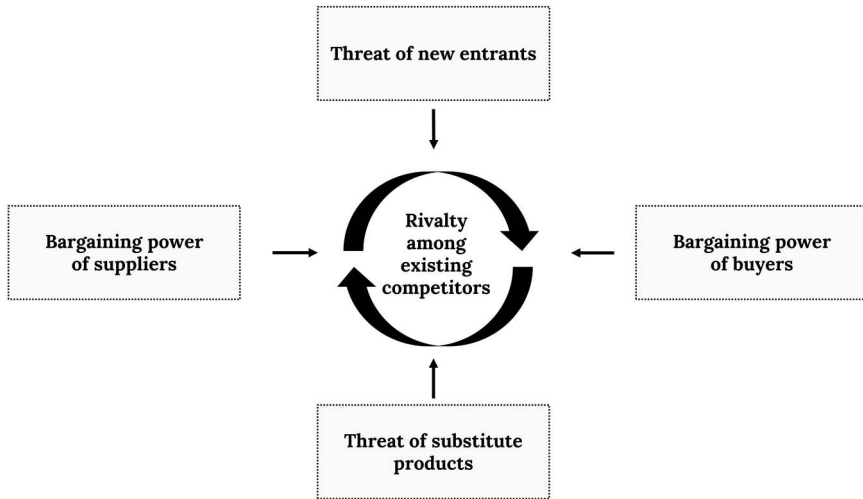 Threat of new entrants
Bargaining power
of suppliers
Rivalty
among
existing
competitors
Bargaining power
of buyers
Threat of substitute
products